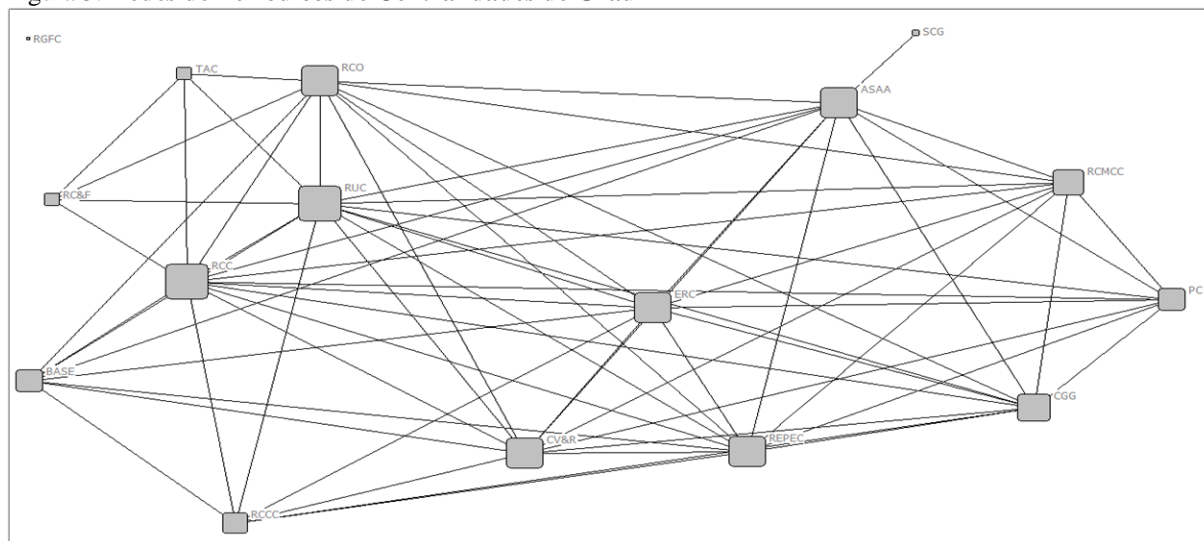 RGFC
SCG
TAC
RCO
ASAA
RCMCC
RUC
RC&F
RCC
ERC
PC
BASE
CGG
CV&R
REPEC
RCCC